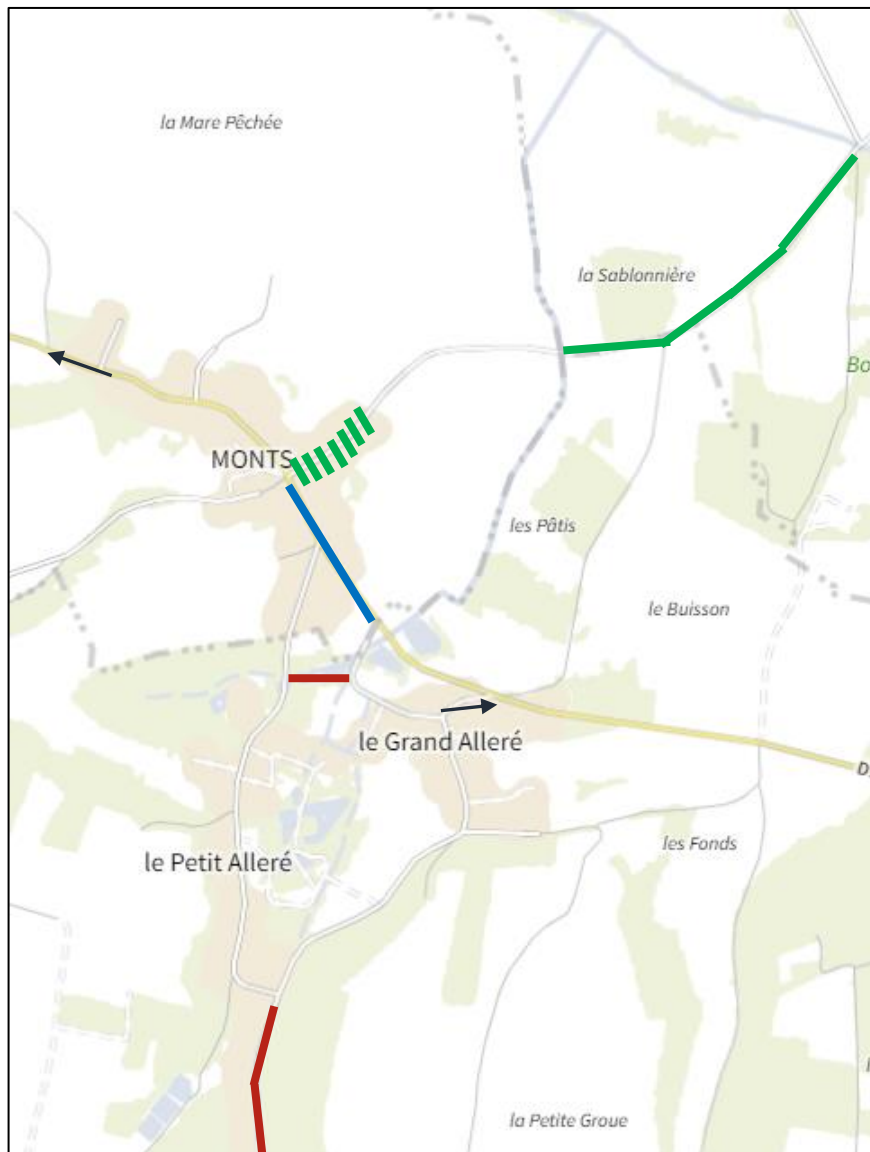 la Mare Pêchée
la Sablonnière
Bo
MONTS
les Pâtis
le Buisson
le Grand Alleré
D
les Fonds
le Petit Alleré
la Petite Groue